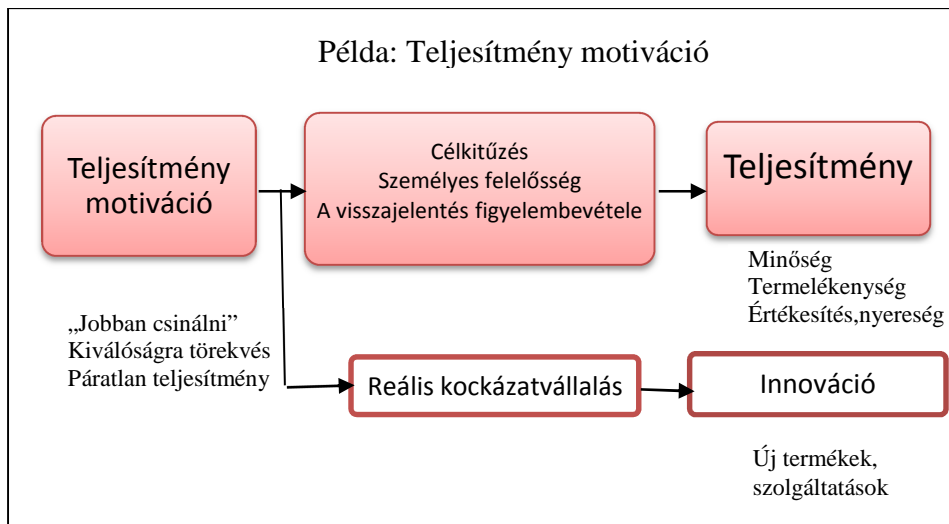 Példa: Teljesítmény motiváció
Teljesítmény
motiváció
Célkitűzés
Személyes felelősség
A visszajelentés figyelembevétele
Teljesítmény
Minőség
Termelékenység
Értékesítés,nyereség
„Jobban csinálni”
Kiválóságra törekvés
Páratlan teljesítmény
Reális kockázatvállalás
Innováció
Új termékek,
szolgáltatások